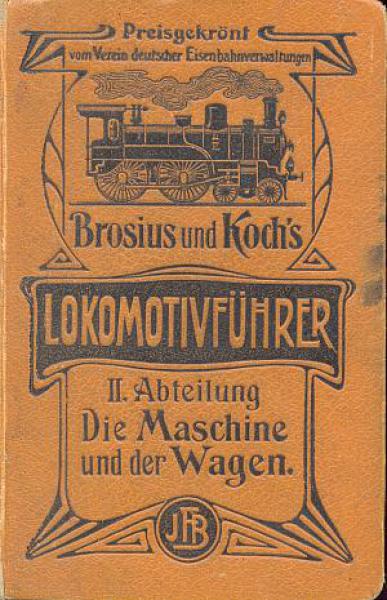 Preisgekrönt
vom Verein deutscher Eisenbahnverwaltungen
Brosius und Koch's
LOKOMOTIVFÜHRER
II. Abteilung
Die Maschine
und der Wagen.
JFB